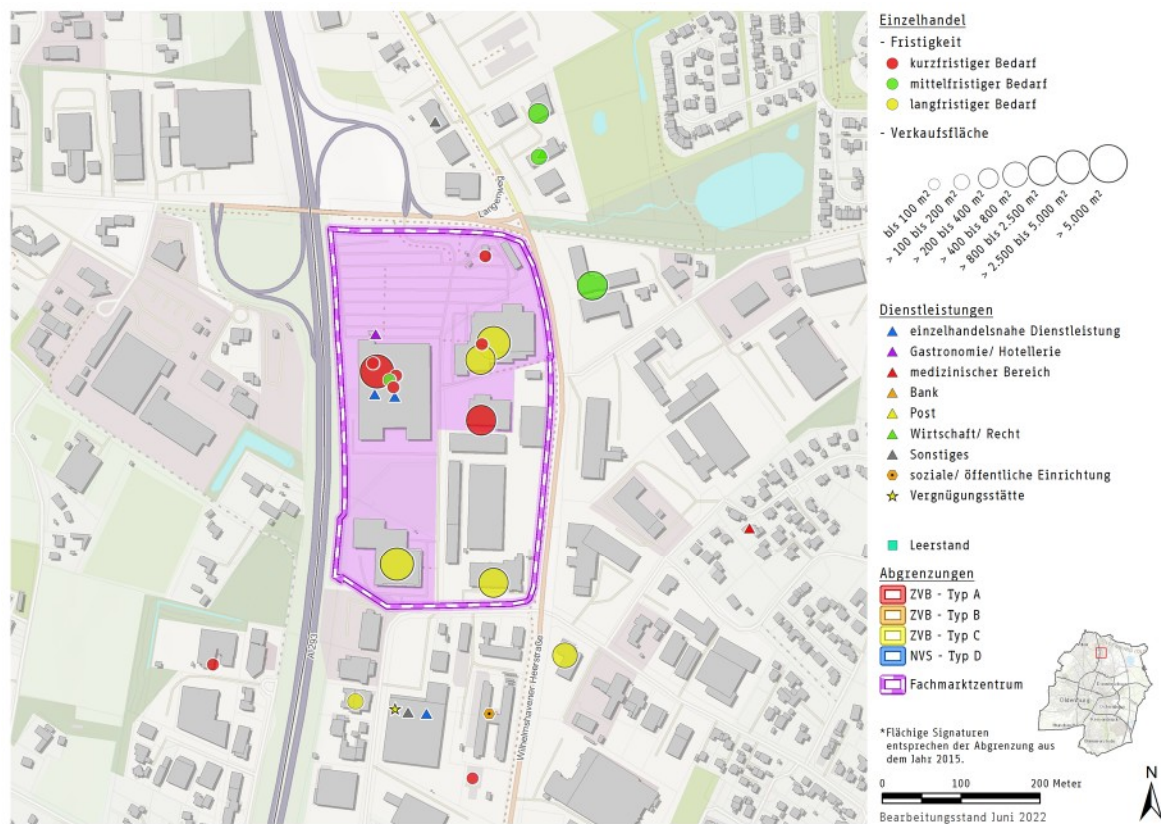 Einzelhandel
- Fristigkeit
kurzfristiger Bedarf
mittelfristiger Bedarf
langfristiger Bedarf
- Verkaufsfläche
bis 100 m²
> 100 bis 200 m²
> 200 bis 400 m²
> 400 bis 800 m²
> 800 bis 2.500 m²
> 2.500 bis 5.000 m²
> 5.000 m²
Dienstleistungen
einzelhandelsnahe Dienstleistung
Gastronomie/ Hotellerie
medizinischer Bereich
Bank
Post
Wirtschaft/ Recht
Sonstiges
soziale/ öffentliche Einrichtung
Vergnügungsstätte
Leerstand
Abgrenzungen
ZVB - Typ A
ZVB - Typ B
ZVB - Typ C
NVS - Typ D
Fachmarktzentrum
*Flächige Signaturen
entsprechen der Abgrenzung aus
dem Jahr 2015.
0 100 200 Meter
Bearbeitungsstand Juni 2022
N
Langenweg
A 293
Wilhelmshavener Heerstraße
Oldenburg